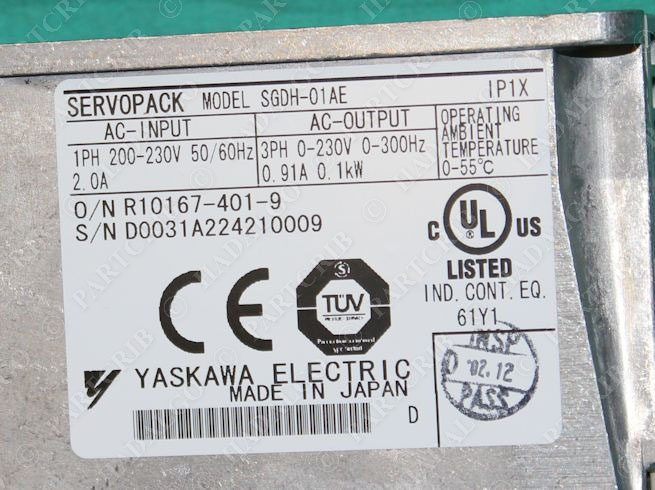 SERVOPACK MODEL SGDH-01AE IP1X
AC-INPUT AC-OUTPUT OPERATING AMBIENT TEMPERATURE 0-55°C
1PH 200-230V 50/60Hz 3PH 0-230V 0-300Hz
2.0A 0.91A 0.1kW
O/N R10167-401-9
S/N D0031A224210009
C UL US
LISTED
IND. CONT. EQ.
61Y1
CE
TÜV
YASKAWA ELECTRIC
MADE IN JAPAN
D
INSP
D '02.12
PASS
PARTCRIB